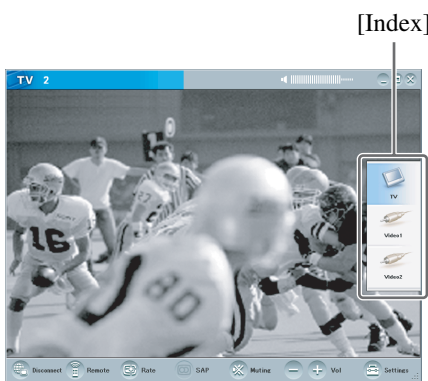 [Index]
TV 2
TV
Video1
Video2
16
27
80
Disconnect Remote Rate SAP Muting Vol Settings